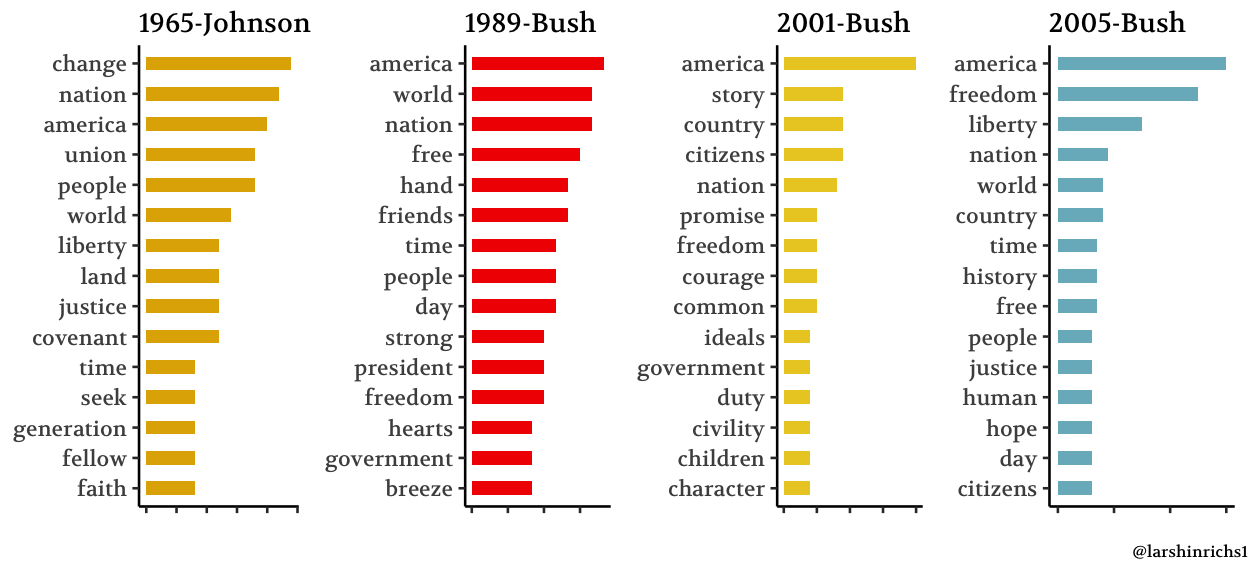 1965-Johnson
change
nation
america
union
people
world
liberty
land
justice
covenant
time
seek
generation
fellow
faith
1989-Bush
america
world
nation
free
hand
friends
time
people
day
strong
president
freedom
hearts
government
breeze
2001-Bush
america
story
country
citizens
nation
promise
freedom
courage
common
ideals
government
duty
civility
children
character
2005-Bush
america
freedom
liberty
nation
world
country
time
history
free
people
justice
human
hope
day
citizens
@larshinrichs1